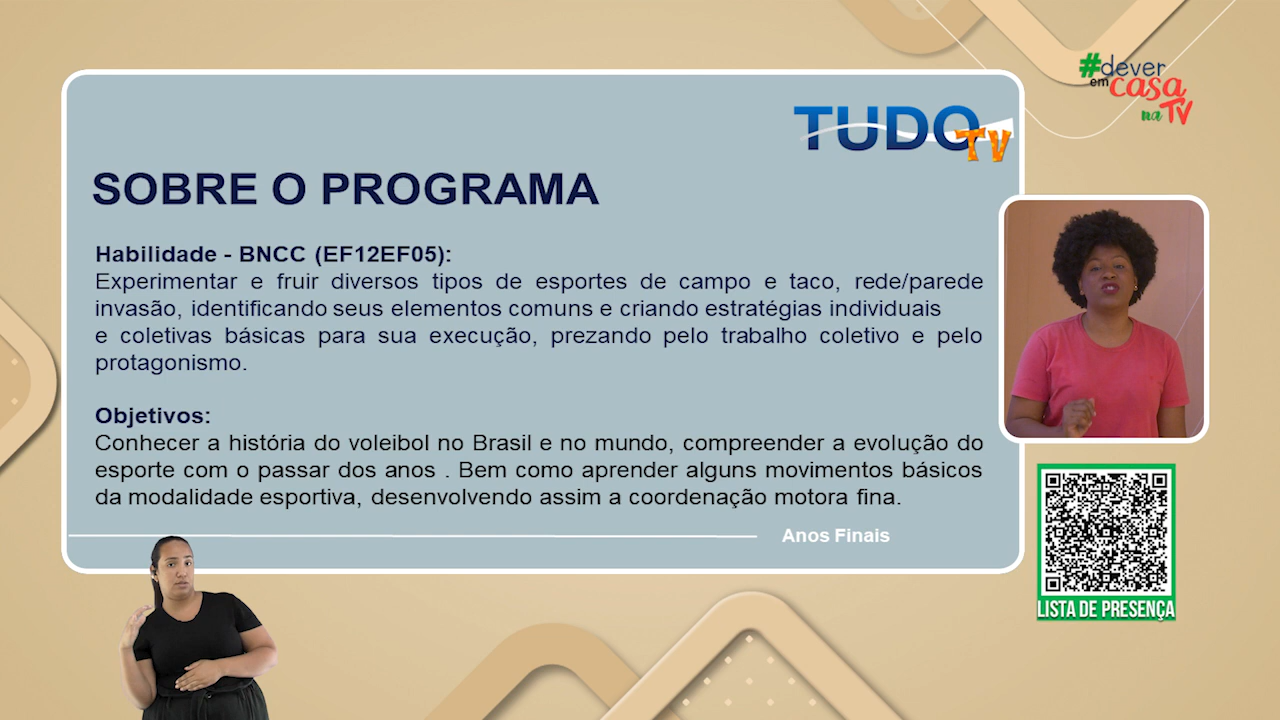 #dever
em casa
na TV
TUDO
TV
SOBRE O PROGRAMA
Habilidade - BNCC (EF12EF05):
Experimentar e fruir diversos tipos de esportes de campo e taco, rede/parede
invasão, identificando seus elementos comuns e criando estratégias individuais
e coletivas básicas para sua execução, prezando pelo trabalho coletivo e pelo
protagonismo.
Objetivos:
Conhecer a história do voleibol no Brasil e no mundo, compreender a evolução do
esporte com o passar dos anos . Bem como aprender alguns movimentos básicos
da modalidade esportiva, desenvolvendo assim a coordenação motora fina.
Anos Finais
LISTA DE PRESENÇA